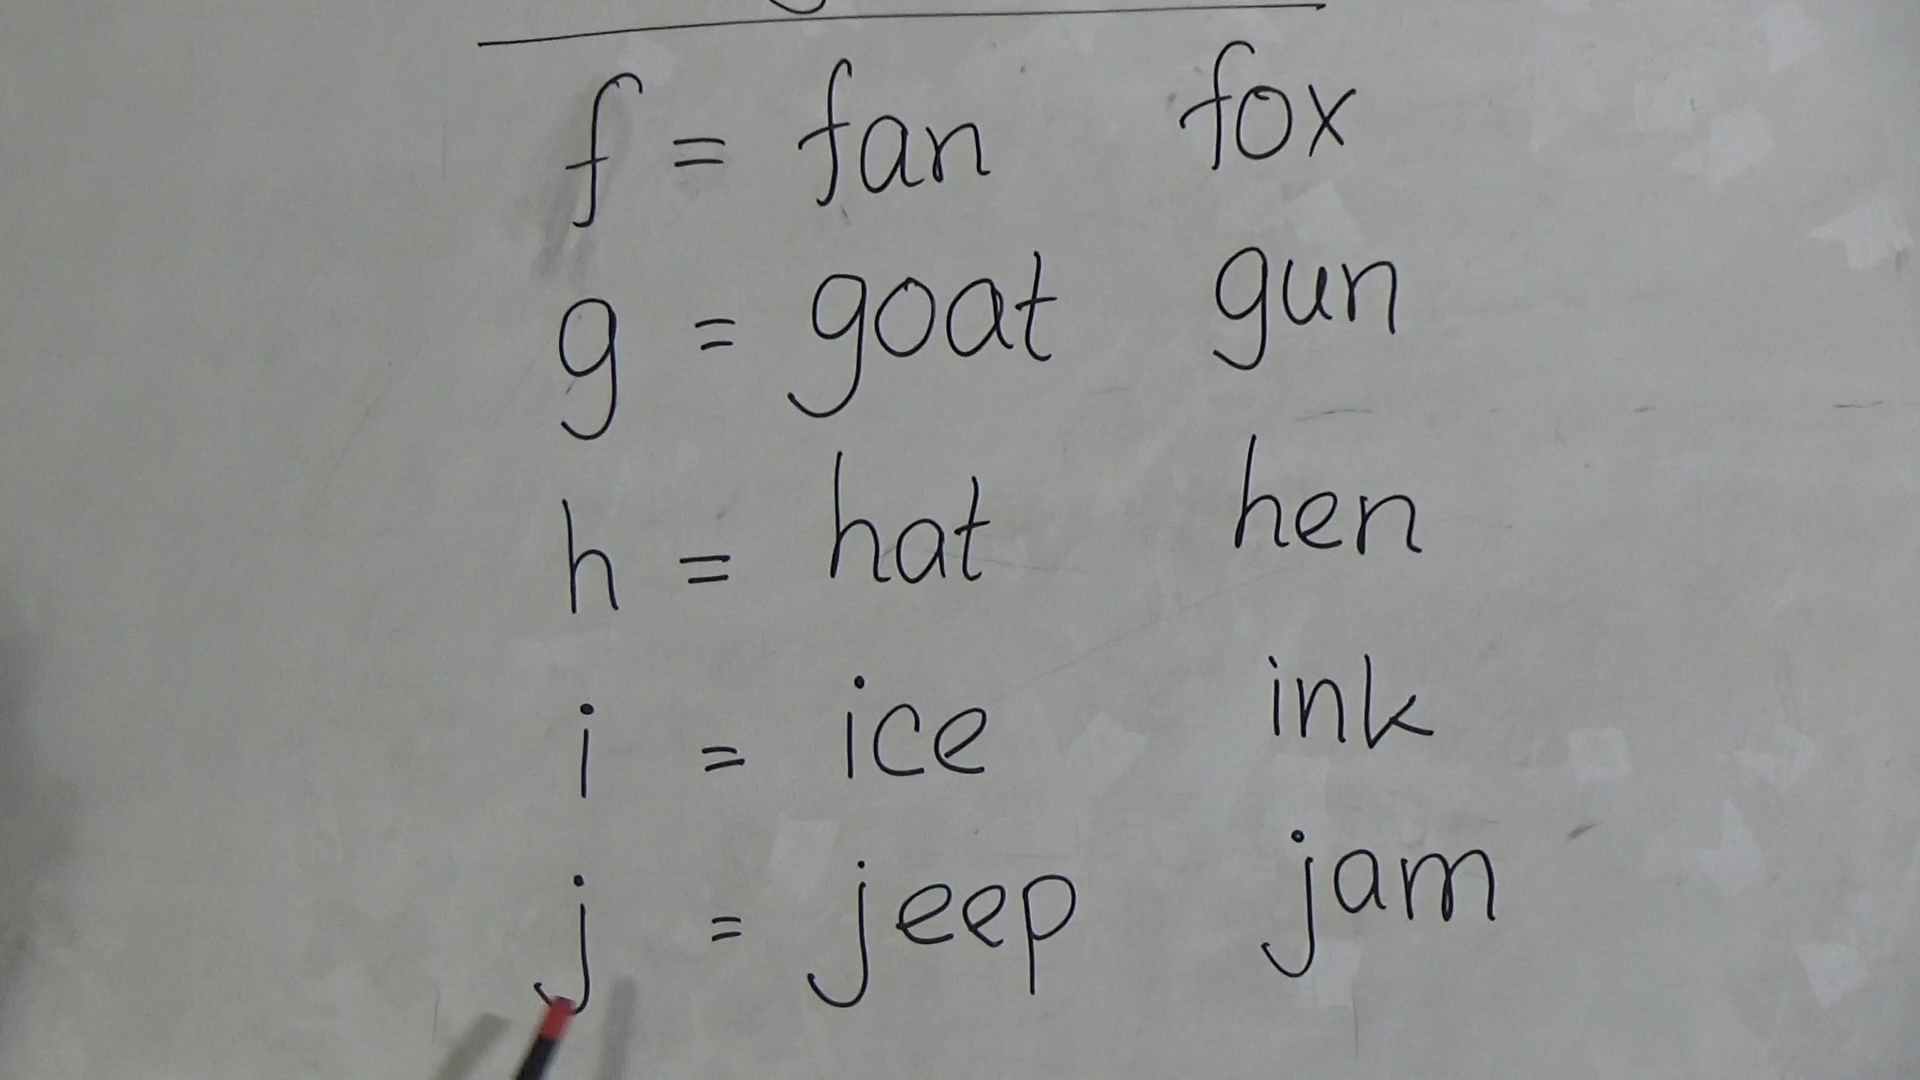 f = fan fox
g = goat gun
h = hat hen
i = ice ink
j = jeep jam